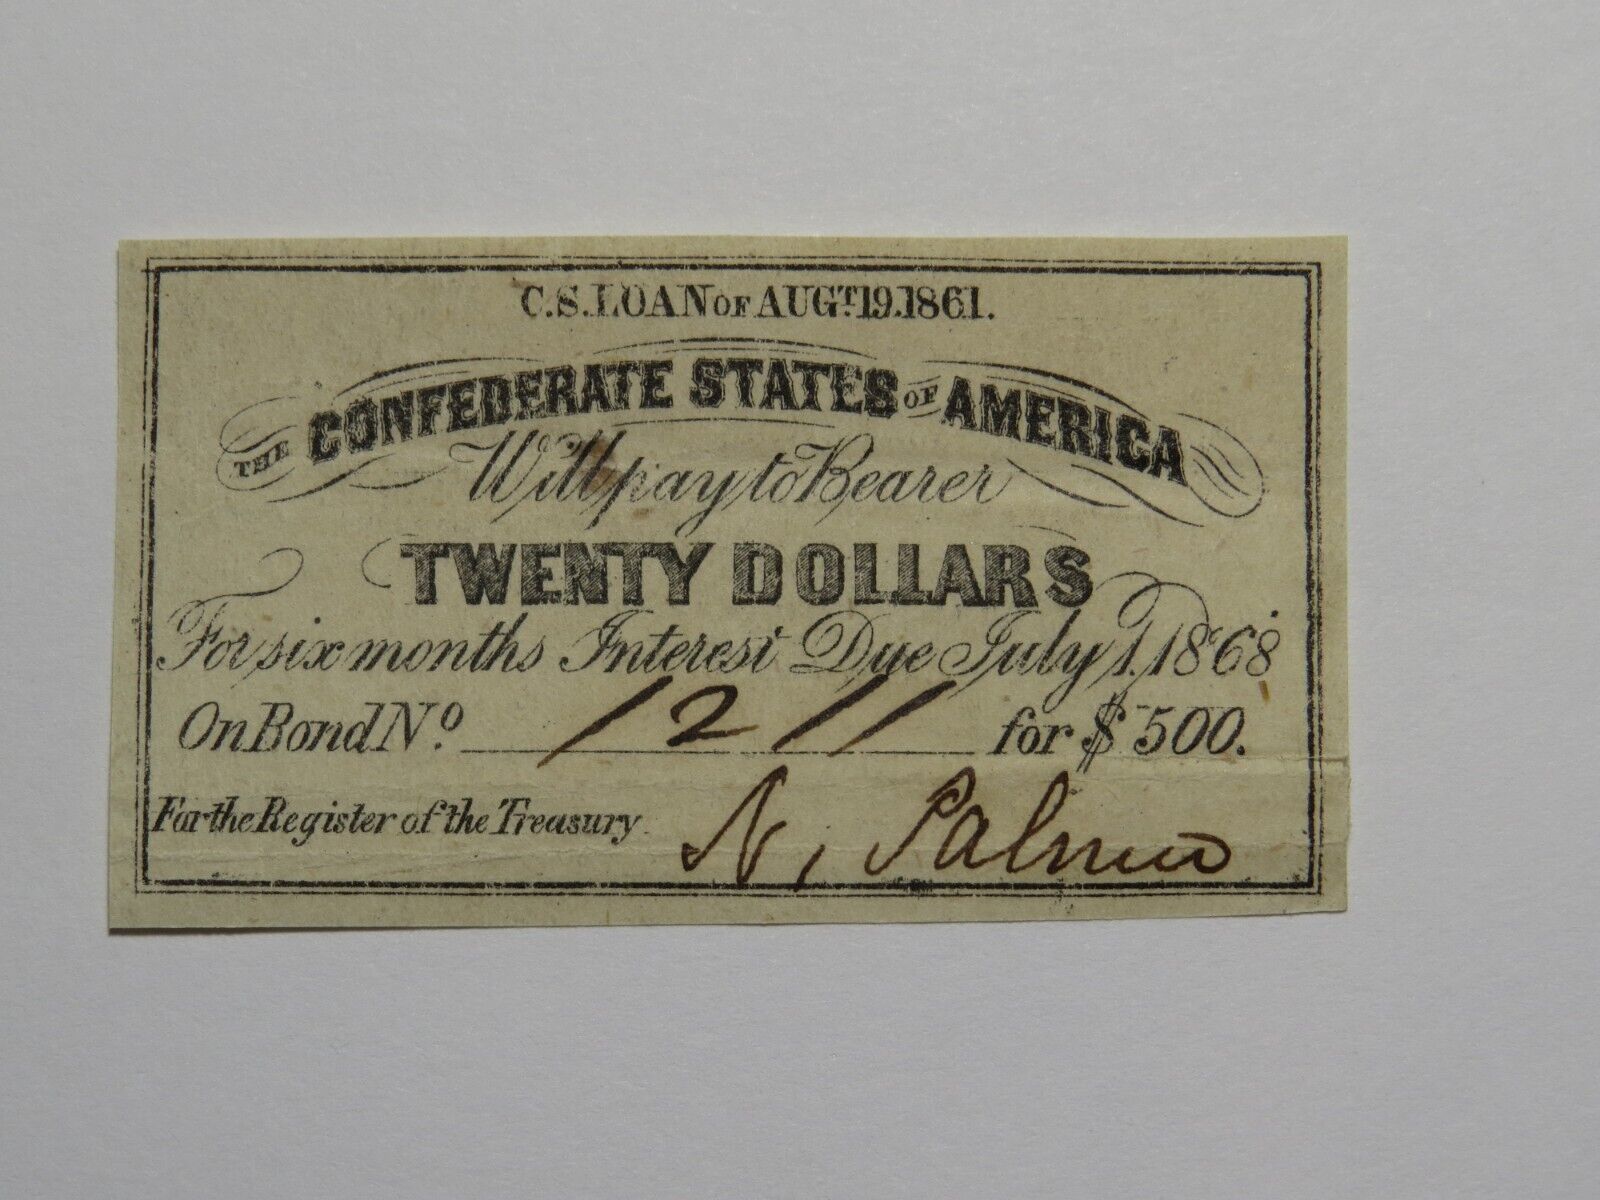 C.S. LOAN OF AUGT. 19. 1861.
THE CONFEDERATE STATES OF AMERICA
Will pay to Bearer
TWENTY DOLLARS
For six months Interest Due July 1. 1868
On Bond No. 1211 for $500.
For the Register of the Treasury. N. Palmer